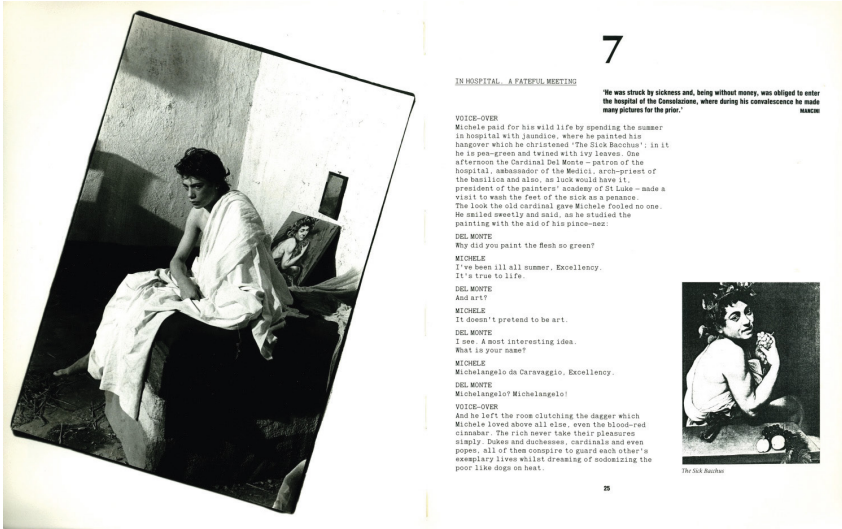 7
IN HOSPITAL. A FATEFUL MEETING
'He was struck by sickness and, being without money, was obliged to enter
the hospital of the Consolazione, where during his convalescence he made
many pictures for the prior.' MANCINI
VOICE–OVER
Michele paid for his wild life by spending the summer
in hospital with jaundice, where he painted his
hangover which he christened 'The Sick Bacchus'; in it
he is pea-green and twined with ivy leaves. One
afternoon the Cardinal Del Monte – patron of the
hospital, ambassador of the Medici, arch-priest of
the basilica and also, as luck would have it,
president of the painters' academy of St Luke – made a
visit to wash the feet of the sick as a penance.
The look the old cardinal gave Michele fooled no one.
He smiled sweetly and said, as he studied the
painting with the aid of his pince-nez:
DEL MONTE
Why did you paint the flesh so green?
MICHELE
I've been ill all summer, Excellency.
It's true to life.
DEL MONTE
And art?
MICHELE
It doesn't pretend to be art.
DEL MONTE
I see. A most interesting idea.
What is your name?
MICHELE
Michelangelo da Caravaggio, Excellency.
DEL MONTE
Michelangelo? Michelangelo!
VOICE–OVER
And he left the room clutching the dagger which
Michele loved above all else, even the blood-red
cinnabar. The rich never take their pleasures
simply. Dukes and duchesses, cardinals and even
popes, all of them conspire to guard each other's
exemplary lives whilst dreaming of sodomizing the
poor like dogs on heat.
The Sick Bacchus
25